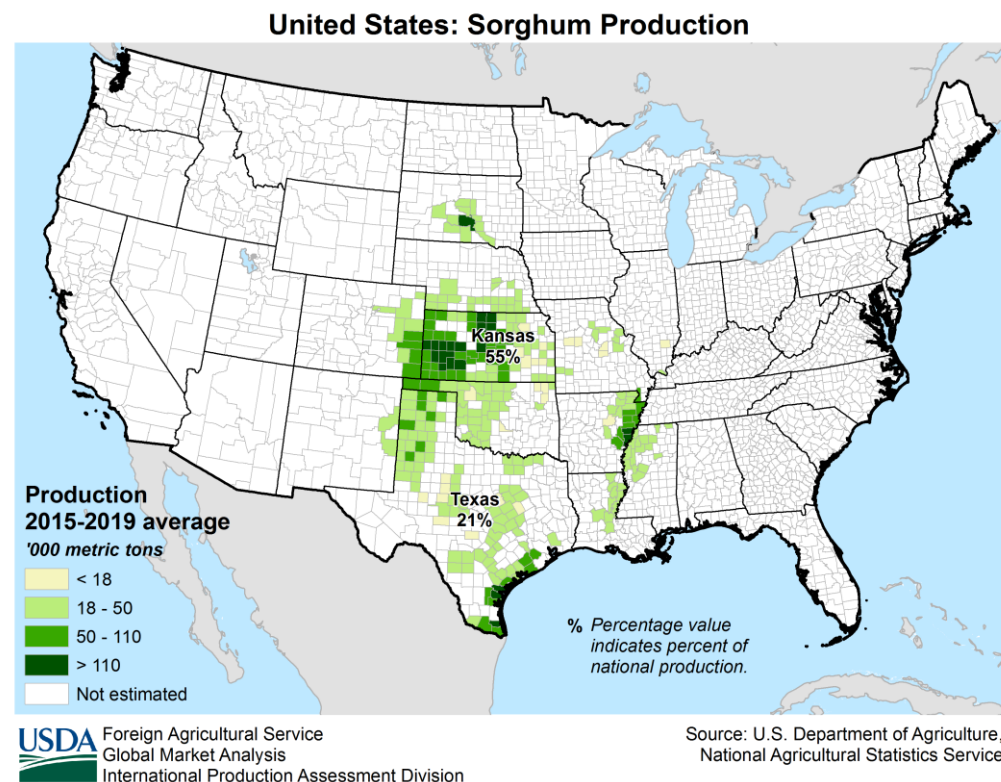 United States: Sorghum Production
Kansas
55%
Texas
21%
Production
2015-2019 average
'000 metric tons
< 18
18 - 50
50 - 110
> 110
Not estimated
% Percentage value
indicates percent of
national production.
USDA
Foreign Agricultural Service
Global Market Analysis
International Production Assessment Division
Source: U.S. Department of Agriculture,
National Agricultural Statistics Service